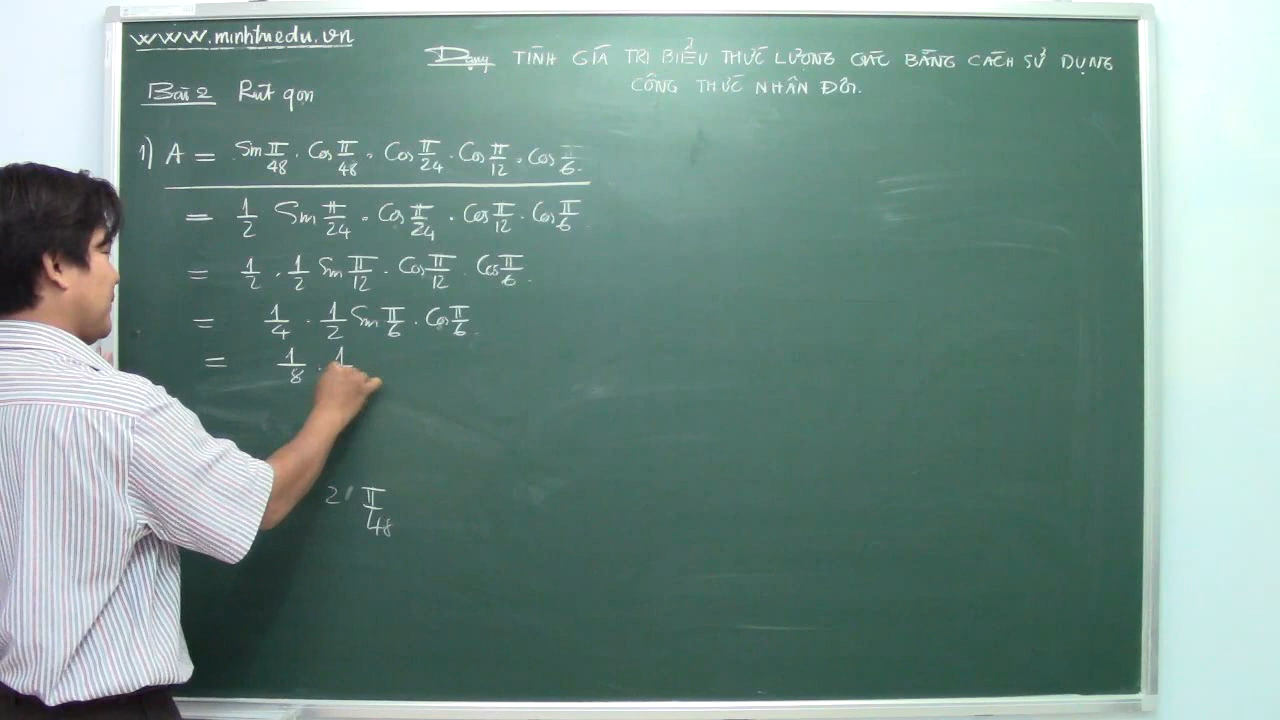 www.minhtuedu.vn
Dạng TÍNH GIÁ TRỊ BIỂU THỨC LƯỢNG GIÁC BẰNG CÁCH SỬ DỤNG
CÔNG THỨC NHÂN ĐÔI.
Bài 2 Rút gọn
1) A = Sin π/48 . Cos π/48 . Cos π/24 . Cos π/12 . Cos π/6.
= 1/2 Sin π/24 . Cos π/24 . Cos π/12 . Cos π/6
= 1/2 . 1/2 Sin π/12 . Cos π/12 . Cos π/6.
= 1/4 . 1/2 Sin π/6 . Cos π/6.
= 1/8 . 1
2' π/48